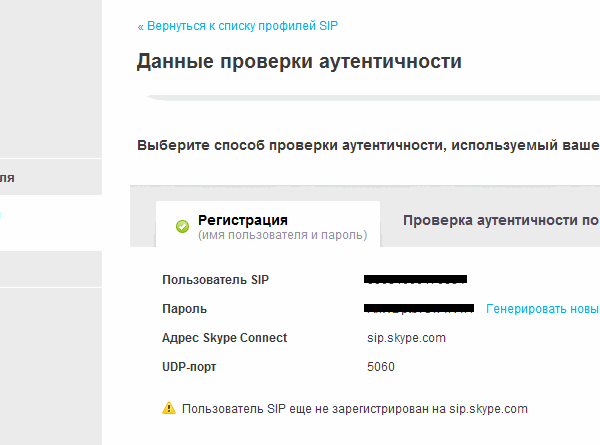 « Вернуться к списку профилей SIP
Данные проверки аутентичности
Выберите способ проверки аутентичности, используемый ваше
ля
Регистрация
(имя пользователя и пароль)
Проверка аутентичности по
Пользователь SIP
Пароль Генерировать новы
Адрес Skype Connect sip.skype.com
UDP-порт 5060
Пользователь SIP еще не зарегистрирован на sip.skype.com